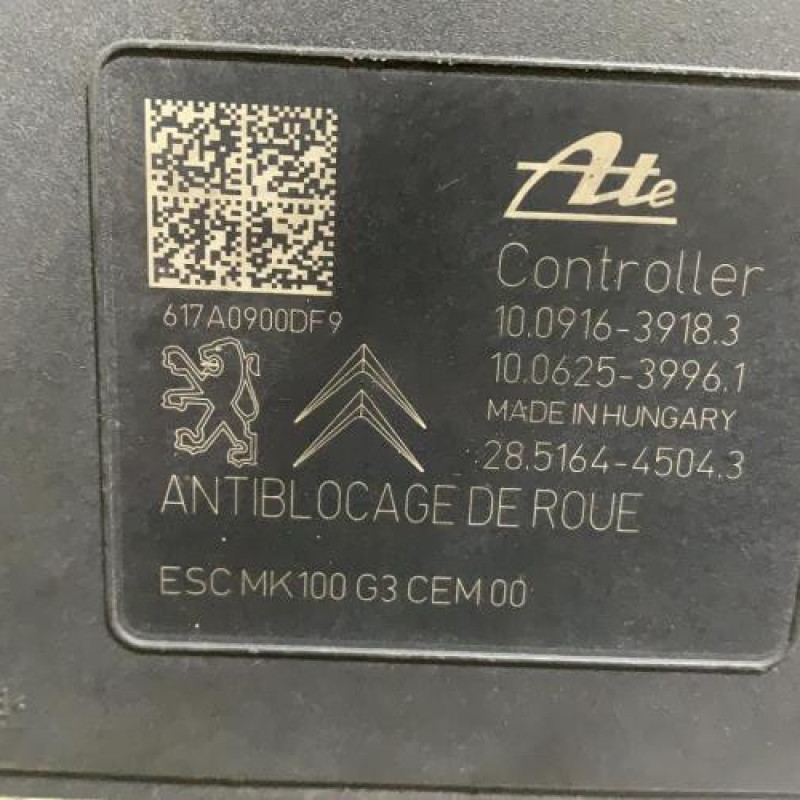 Ate
Controller
617A0900DF9
10.0916-3918.3
10.0625-3996.1
MADE IN HUNGARY
28.5164-4504.3
ANTIBLOCAGE DE ROUE
ESC MK100 G3 CEM 00